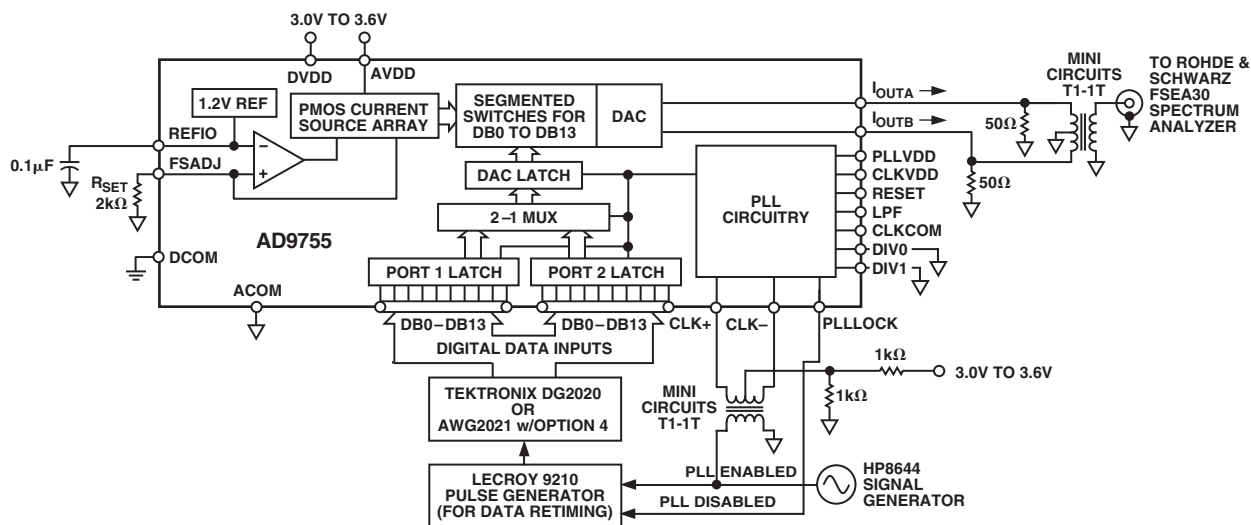 3.0V TO 3.6V
DVDD
AVDD
1.2V REF
PMOS CURRENT
SOURCE ARRAY
SEGMENTED
SWITCHES FOR
DB0 TO DB13
DAC
IOUTA
IOUTB
MINI
CIRCUITS
T1-1T
TO ROHDE &
SCHWARZ
FSEA30
SPECTRUM
ANALYZER
50Ω
50Ω
REFIO
0.1μF
FSADJ
RSET
2kΩ
−
+
DAC LATCH
2–1 MUX
PLL
CIRCUITRY
PLLVDD
CLKVDD
RESET
LPF
CLKCOM
DIV0
DIV1
AD9755
DCOM
ACOM
PORT 1 LATCH
PORT 2 LATCH
DB0–DB13
DB0–DB13
CLK+
CLK–
PLLLOCK
DIGITAL DATA INPUTS
TEKTRONIX DG2020
OR
AWG2021 w/OPTION 4
MINI
CIRCUITS
T1-1T
1kΩ
1kΩ
3.0V TO 3.6V
LECROY 9210
PULSE GENERATOR
(FOR DATA RETIMING)
PLL ENABLED
PLL DISABLED
HP8644
SIGNAL
GENERATOR